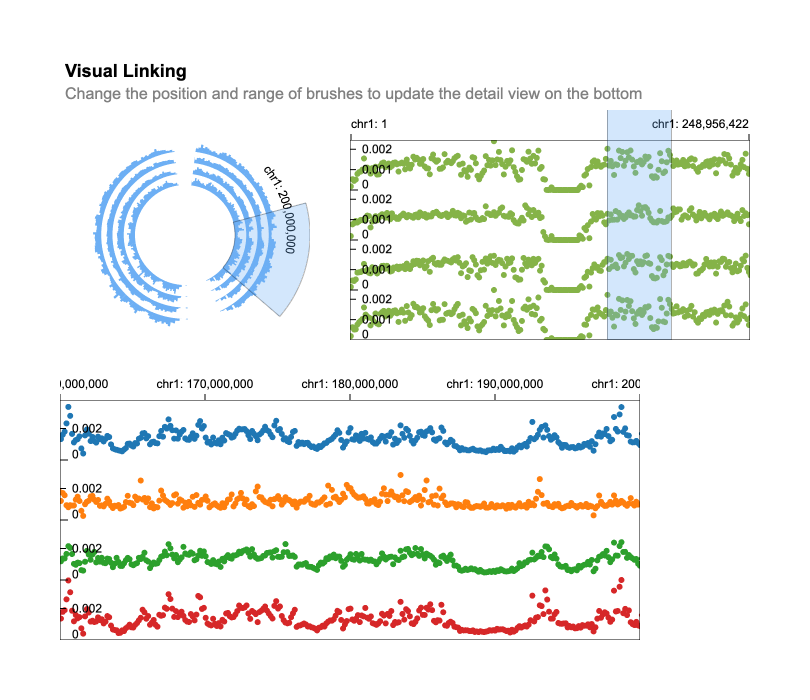 Visual Linking
Change the position and range of brushes to update the detail view on the bottom
chr1: 200,000,000
chr1: 1
chr1: 248,956,422
0.002
0.001
0
0.002
0.001
0
0.002
0.001
0
0.002
0.001
0
0,000,000
chr1: 170,000,000
chr1: 180,000,000
chr1: 190,000,000
chr1: 200
0.002
0
0.002
0
0.002
0
0.002
0